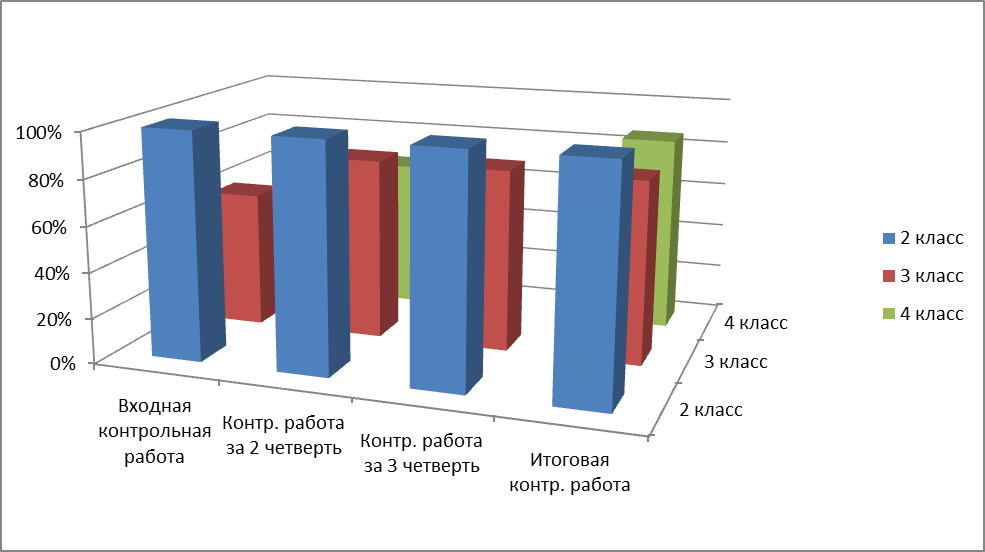 100%
80%
60%
40%
20%
0%
Входная
контрольная
работа
Контр. работа
за 2 четверть
Контр. работа
за 3 четверть
Итоговая
контр. работа
4 класс
3 класс
2 класс
2 класс
3 класс
4 класс